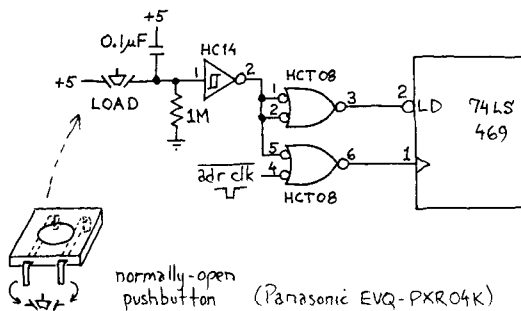 +5
0.1µF
HC14
+5
1
2
LOAD
1M
1
2
HCT08
3
2
LD
74LS
469
5
4
adr clk
HCT08
6
1
normally-open
pushbutton (Panasonic EVQ-PXR04K)